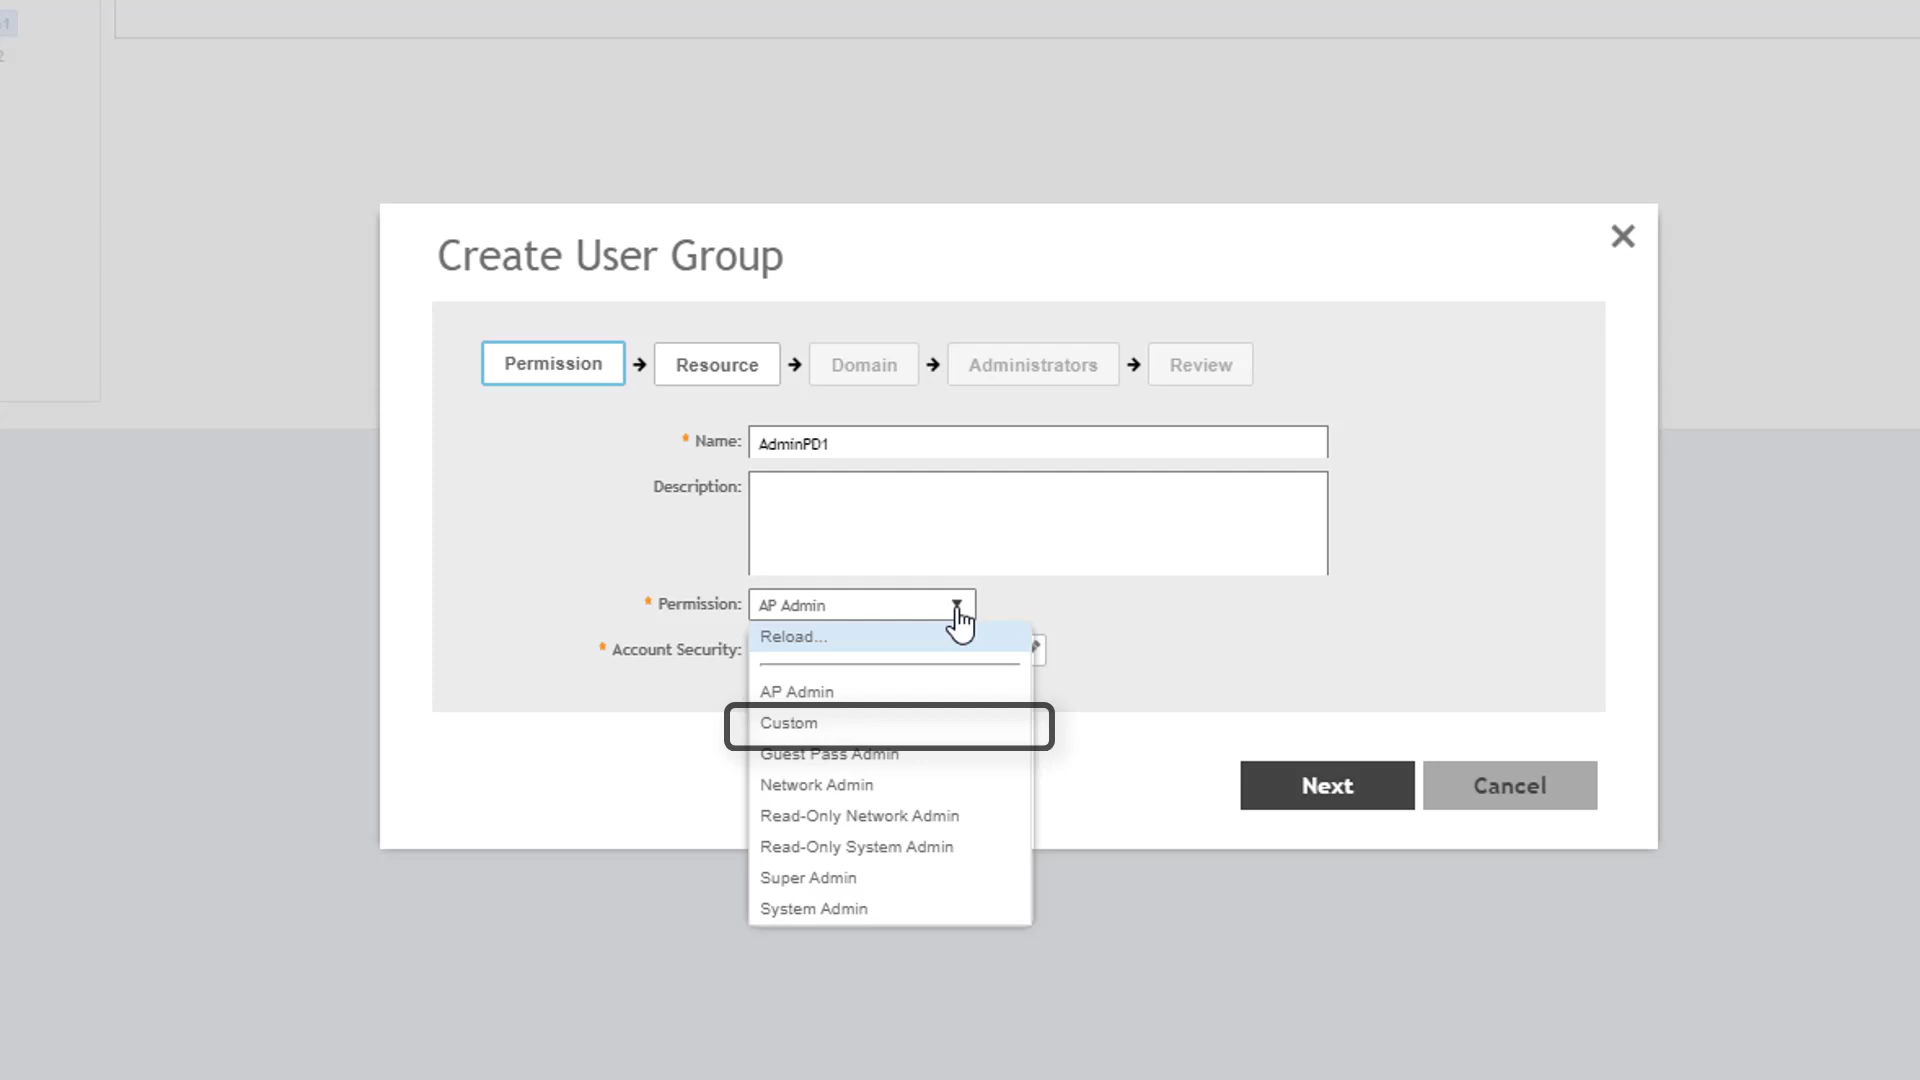 1
2
Create User Group
Permission
Resource
Domain
Administrators
Review
* Name:
AdminPD1
Description:
* Permission:
AP Admin
Reload...
* Account Security:
AP Admin
Custom
Guest Pass Admin
Network Admin
Read-Only Network Admin
Read-Only System Admin
Super Admin
System Admin
Next
Cancel